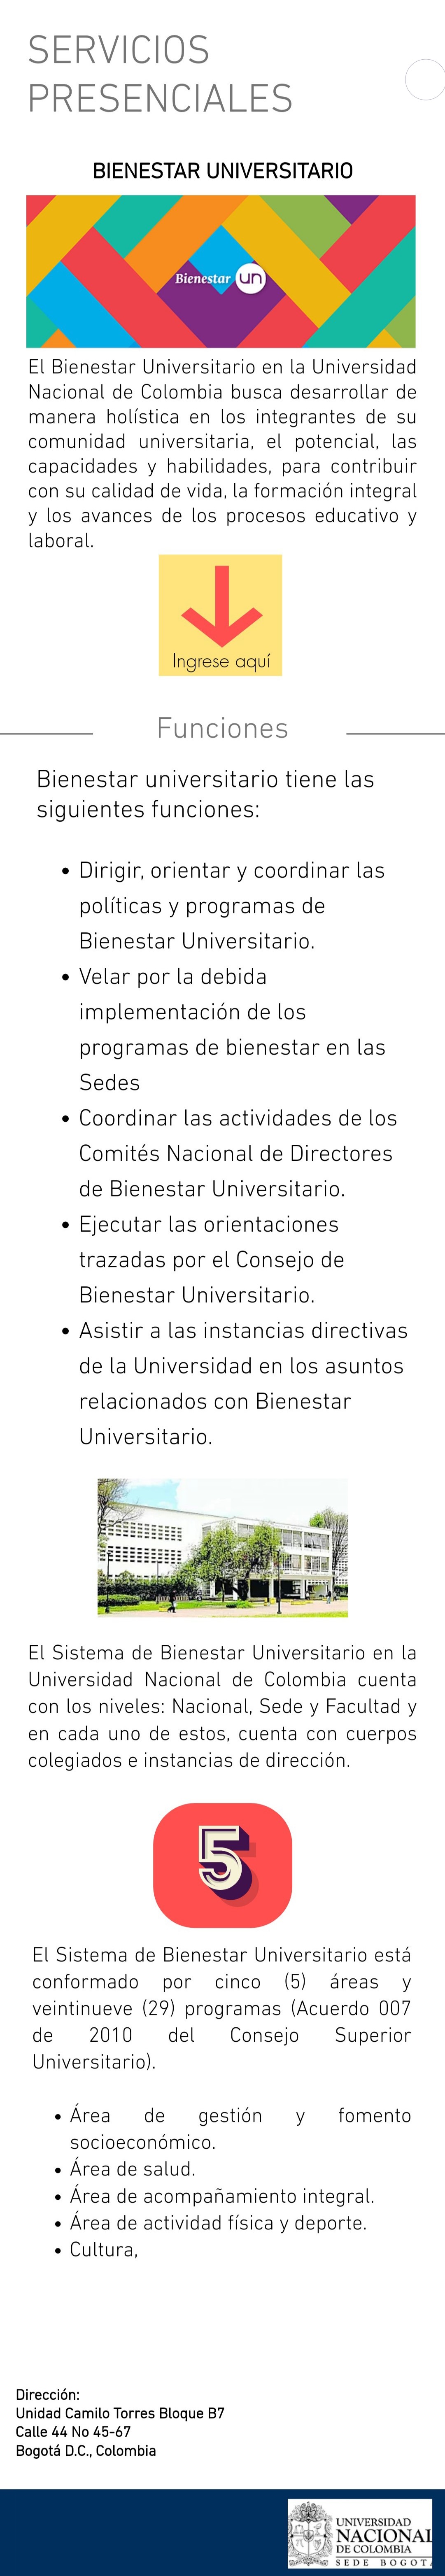 SERVICIOS
PRESENCIALES
BIENESTAR UNIVERSITARIO
Bienestar un
El Bienestar Universitario en la Universidad
Nacional de Colombia busca desarrollar de
manera holística en los integrantes de su
comunidad universitaria, el potencial, las
capacidades y habilidades, para contribuir
con su calidad de vida, la formación integral
y los avances de los procesos educativo y
laboral.
Ingrese aquí
Funciones
Bienestar universitario tiene las
siguientes funciones:
• Dirigir, orientar y coordinar las
políticas y programas de
Bienestar Universitario.
• Velar por la debida
implementación de los
programas de bienestar en las
Sedes
• Coordinar las actividades de los
Comités Nacional de Directores
de Bienestar Universitario.
• Ejecutar las orientaciones
trazadas por el Consejo de
Bienestar Universitario.
• Asistir a las instancias directivas
de la Universidad en los asuntos
relacionados con Bienestar
Universitario.
El Sistema de Bienestar Universitario en la
Universidad Nacional de Colombia cuenta
con los niveles: Nacional, Sede y Facultad y
en cada uno de estos, cuenta con cuerpos
colegiados e instancias de dirección.
5
El Sistema de Bienestar Universitario está
conformado por cinco (5) áreas y
veintinueve (29) programas (Acuerdo 007
de 2010 del Consejo Superior
Universitario).
• Área de gestión y fomento
socioeconómico.
• Área de salud.
• Área de acompañamiento integral.
• Área de actividad física y deporte.
• Cultura,
Dirección:
Unidad Camilo Torres Bloque B7
Calle 44 No 45-67
Bogotá D.C., Colombia
UNIVERSIDAD
NACIONAL
DE COLOMBIA
SEDE BOGOT